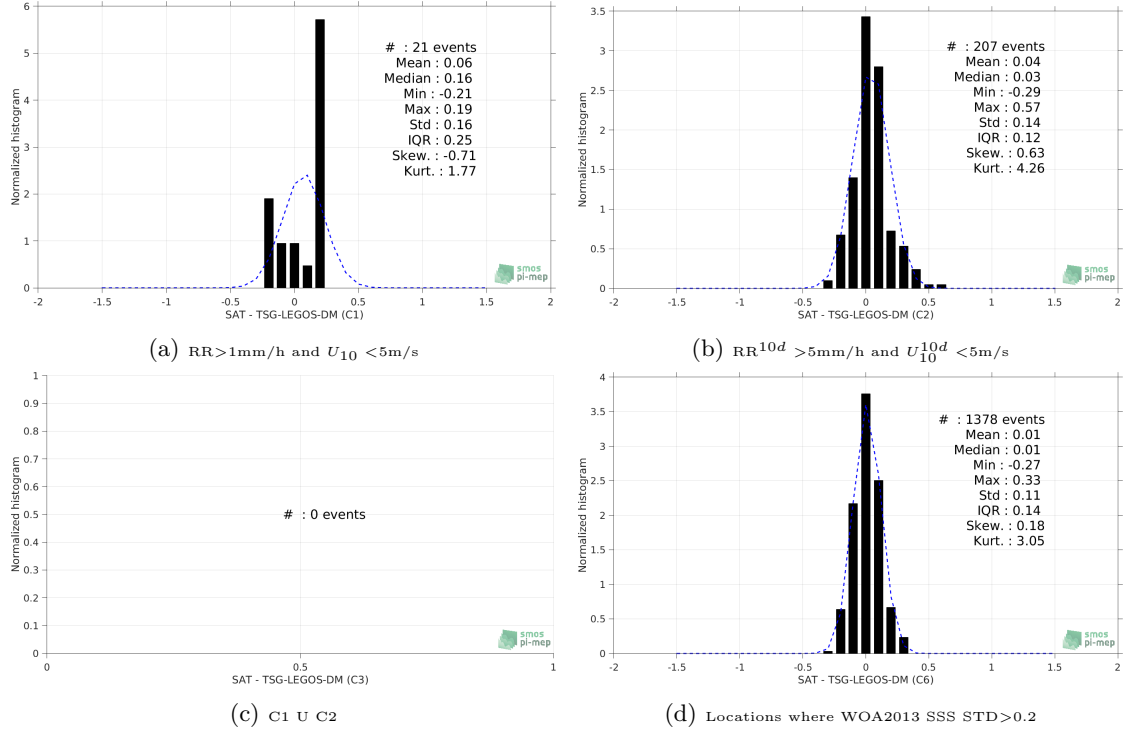 6
5
4
3
2
1
0
Normalized histogram
# : 21 events
Mean : 0.06
Median : 0.16
Min : -0.21
Max : 0.19
Std : 0.16
IQR : 0.25
Skew. : -0.71
Kurt. : 1.77
smos
pi-mep
-2 -1.5 -1 -0.5 0 0.5 1 1.5 2
SAT - TSG-LEGOS-DM (C1)
(a) RR>1mm/h and U10 <5m/s
3.5
3
2.5
2
1.5
1
0.5
0
Normalized histogram
# : 207 events
Mean : 0.04
Median : 0.03
Min : -0.29
Max : 0.57
Std : 0.14
IQR : 0.12
Skew. : 0.63
Kurt. : 4.26
smos
pi-mep
-2 -1.5 -1 -0.5 0 0.5 1 1.5 2
SAT - TSG-LEGOS-DM (C2)
(b) RR10d >5mm/h and U10d10 <5m/s
1
0.9
0.8
0.7
0.6
0.5
0.4
0.3
0.2
0.1
0
Normalized histogram
# : 0 events
smos
pi-mep
0 0.5 1
SAT - TSG-LEGOS-DM (C3)
(c) C1 U C2
4
3.5
3
2.5
2
1.5
1
0.5
0
Normalized histogram
# : 1378 events
Mean : 0.01
Median : 0.01
Min : -0.27
Max : 0.33
Std : 0.11
IQR : 0.14
Skew. : 0.18
Kurt. : 3.05
smos
pi-mep
-2 -1.5 -1 -0.5 0 0.5 1 1.5 2
SAT - TSG-LEGOS-DM (C6)
(d) Locations where WOA2013 SSS STD>0.2